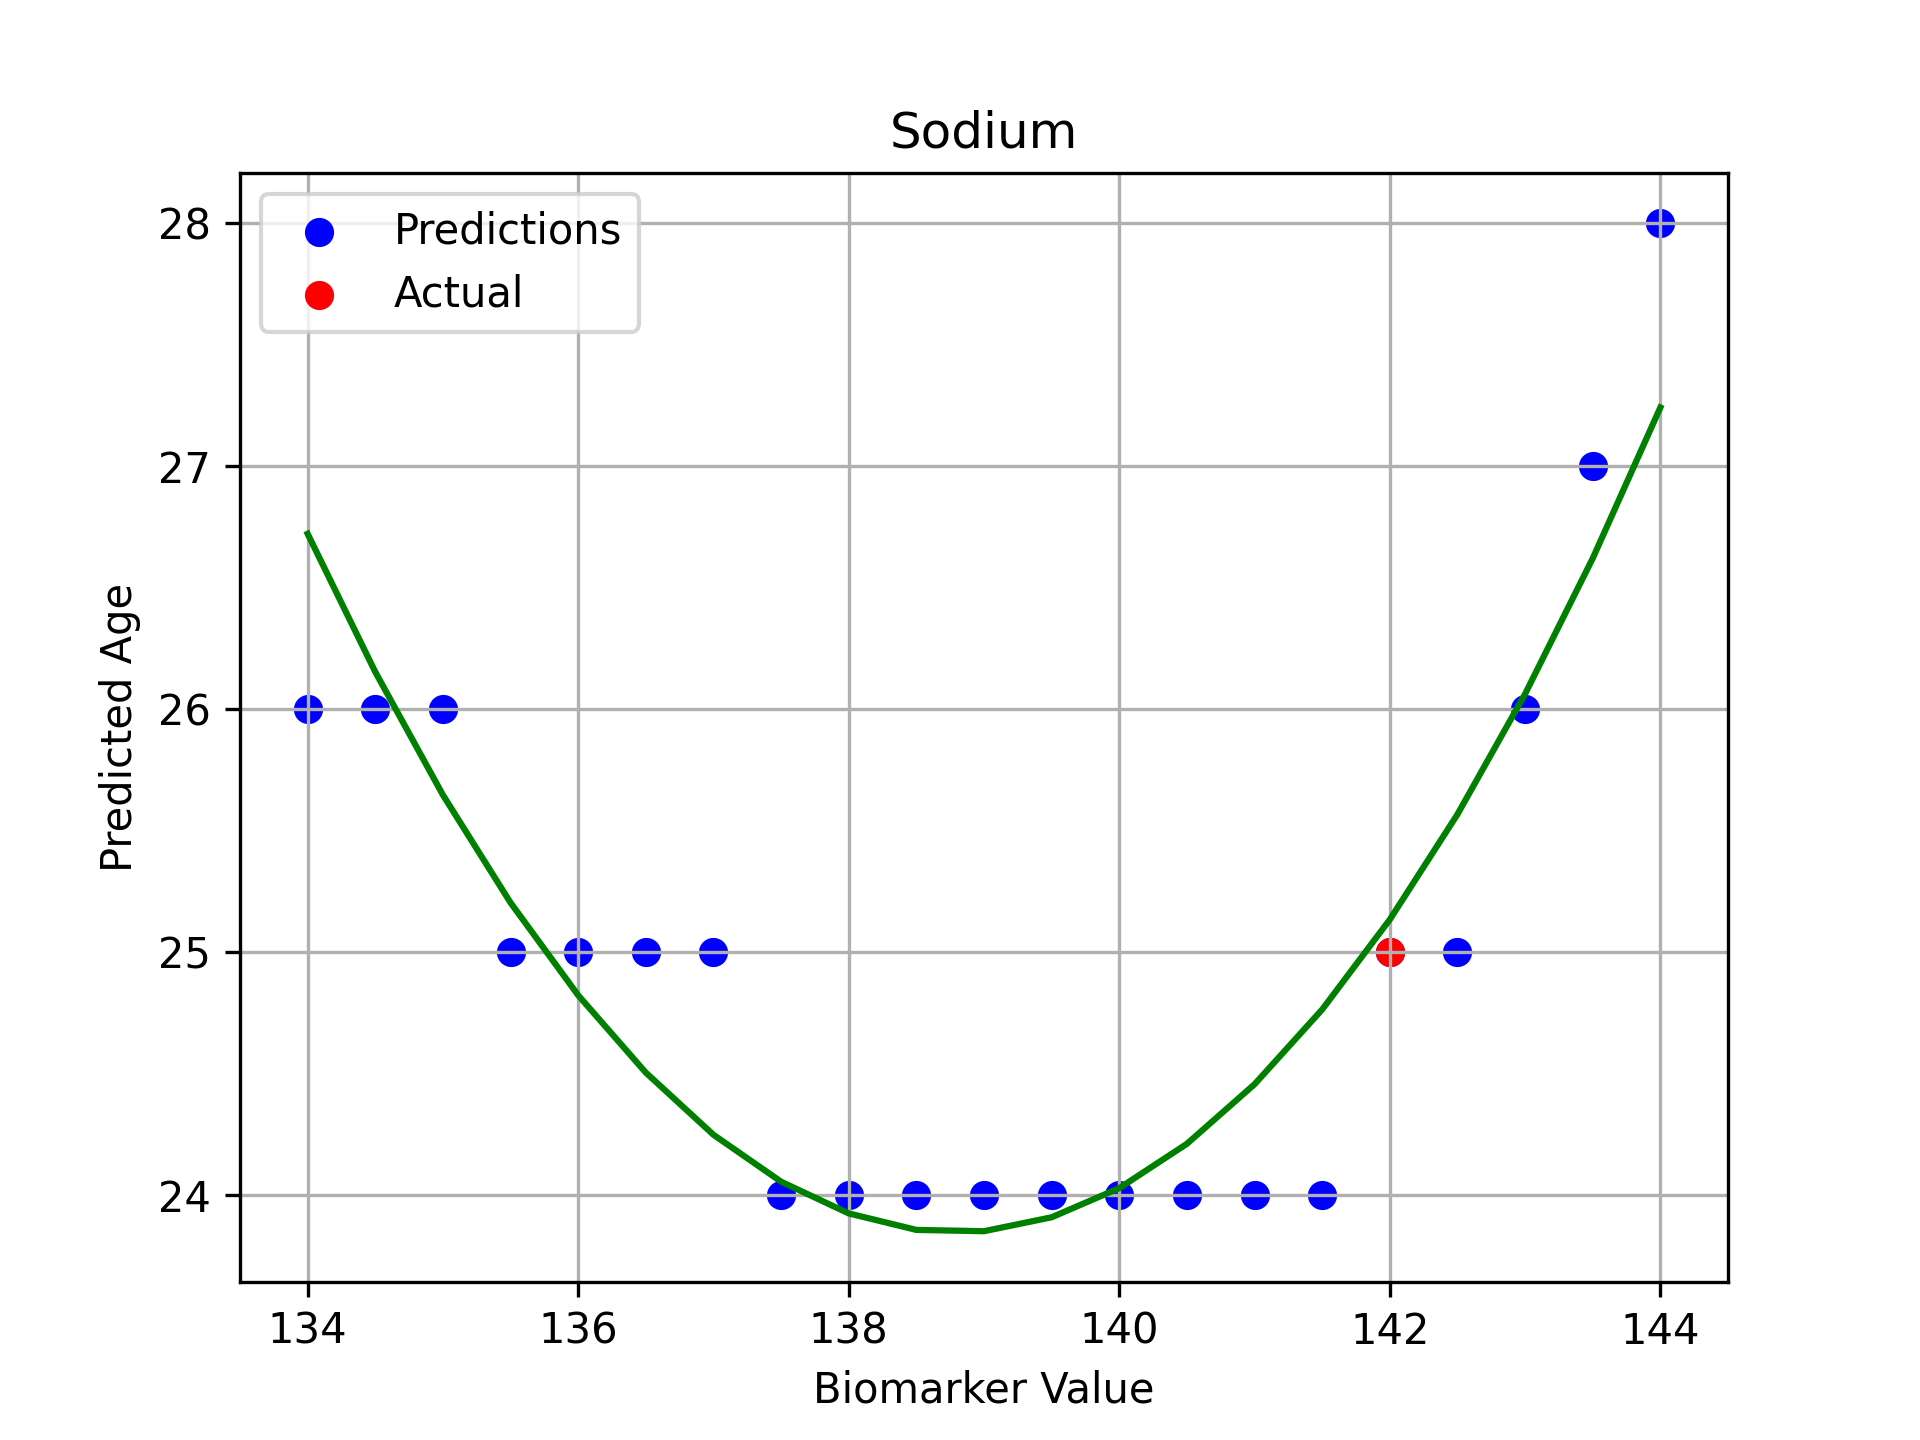 Sodium
Predictions
Actual
28
27
26
25
24
Predicted Age
134 136 138 140 142 144
Biomarker Value